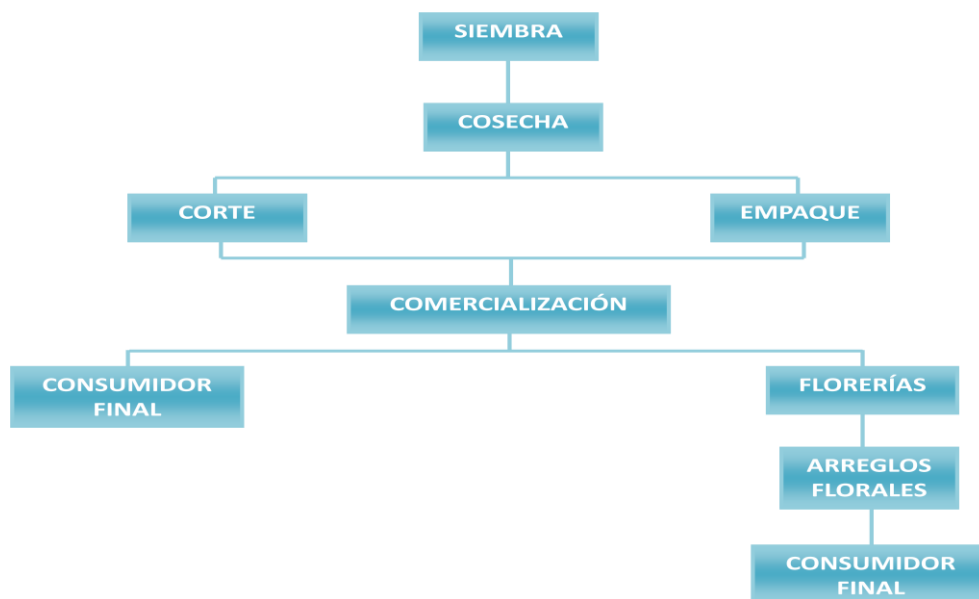 SIEMBRA
COSECHA
CORTE
EMPAQUE
COMERCIALIZACIÓN
CONSUMIDOR
FINAL
FLORERÍAS
ARREGLOS
FLORALES
CONSUMIDOR
FINAL